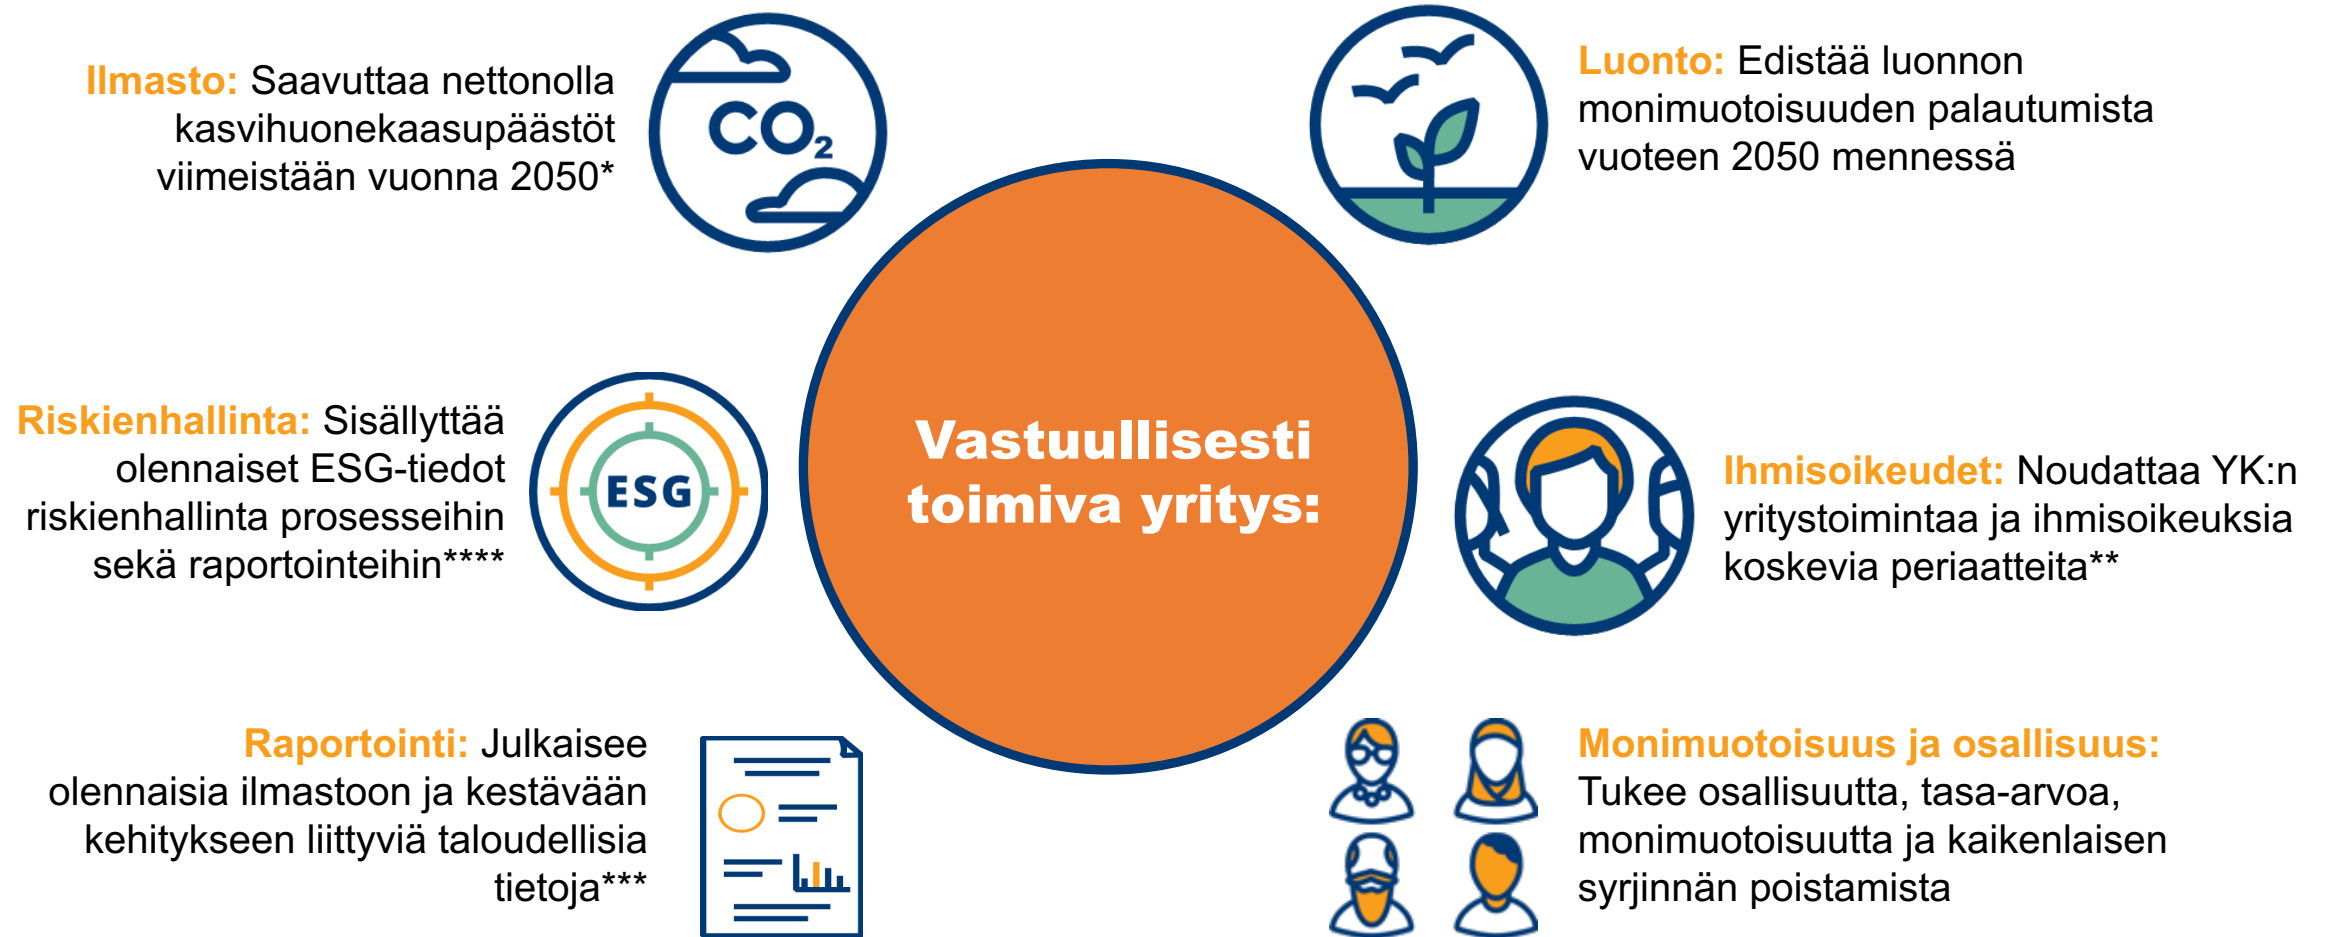 Ilmasto: Saavuttaa nettonolla
kasvihuonekaasupäästöt
viimeistään vuonna 2050*
CO₂
Luonto: Edistää luonnon
monimuotoisuuden palautumista
vuoteen 2050 mennessä
Riskienhallinta: Sisällyttää
olennaiset ESG-tiedot
riskienhallinta prosesseihin
sekä raportointeihin****
ESG
Vastuullisesti
toimiva yritys:
Ihmisoikeudet: Noudattaa YK:n
yritystoimintaa ja ihmisoikeuksia
koskevia periaatteita**
Raportointi: Julkaisee
olennaisia ilmastoon ja kestävään
kehitykseen liittyviä taloudellisia
tietoja***
Monimuotoisuus ja osallisuus:
Tukee osallisuutta, tasa-arvoa,
monimuotoisuutta ja kaikenlaisen
syrjinnän poistamista